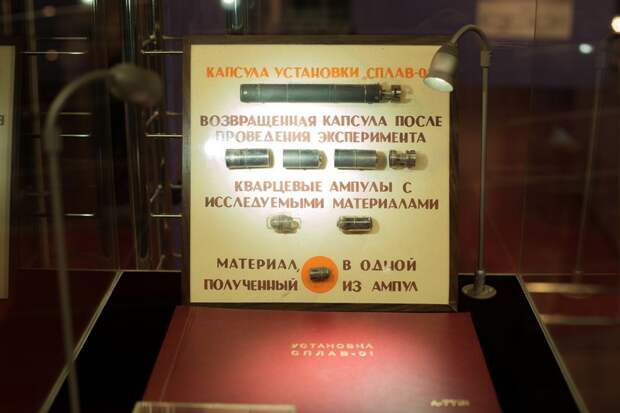 КАПСУЛА УСТАНОВКИ „СПЛАВ-0
ВОЗВРАЩЕННАЯ КАПСУЛА ПОСЛЕ
ПРОВЕДЕНИЯ ЭКСПЕРИМЕНТА
КВАРЦЕВЫЕ АМПУЛЫ С
ИССЛЕДУЕМЫМИ МАТЕРИАЛАМИ
МАТЕРИАЛ В ОДНОЙ
ПОЛУЧЕННЫЙ ИЗ АМПУЛ
УСТАНОВКА
СПЛАВ-01